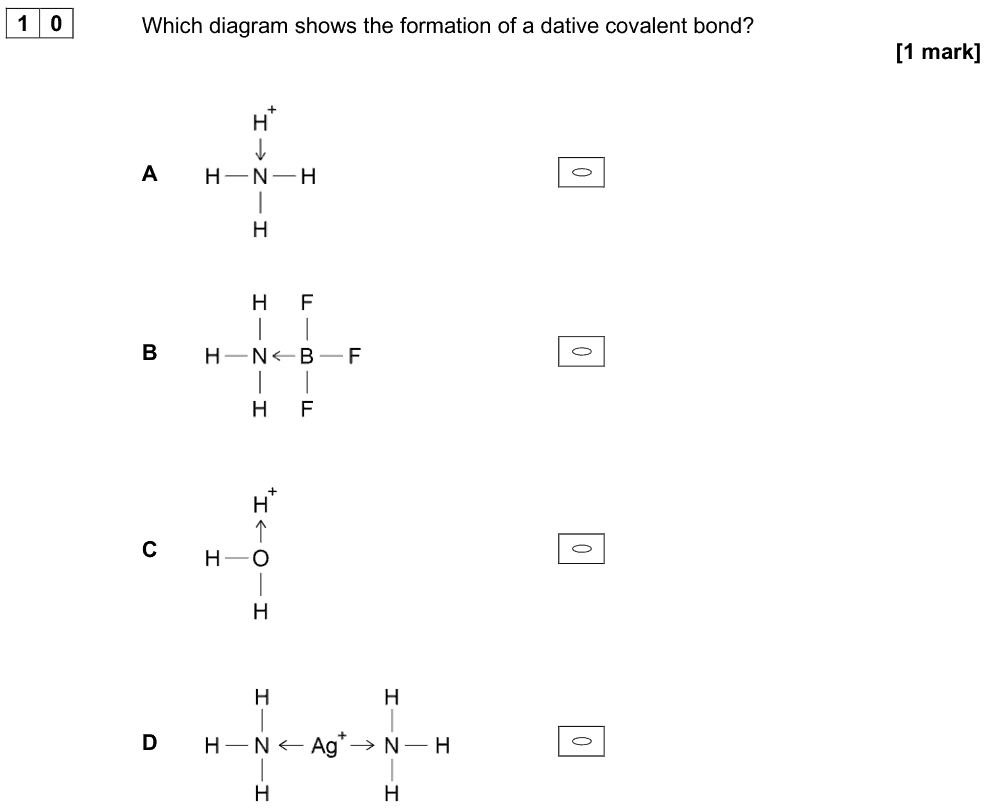 1 0 Which diagram shows the formation of a dative covalent bond?
[1 mark]
H+
↓
A H—N—H
|
H
H F
| |
B H—N←B—F
| |
H F
H+
↑
C H—O
|
H
H H
| |
D H—N←Ag+→N—H
| |
H H